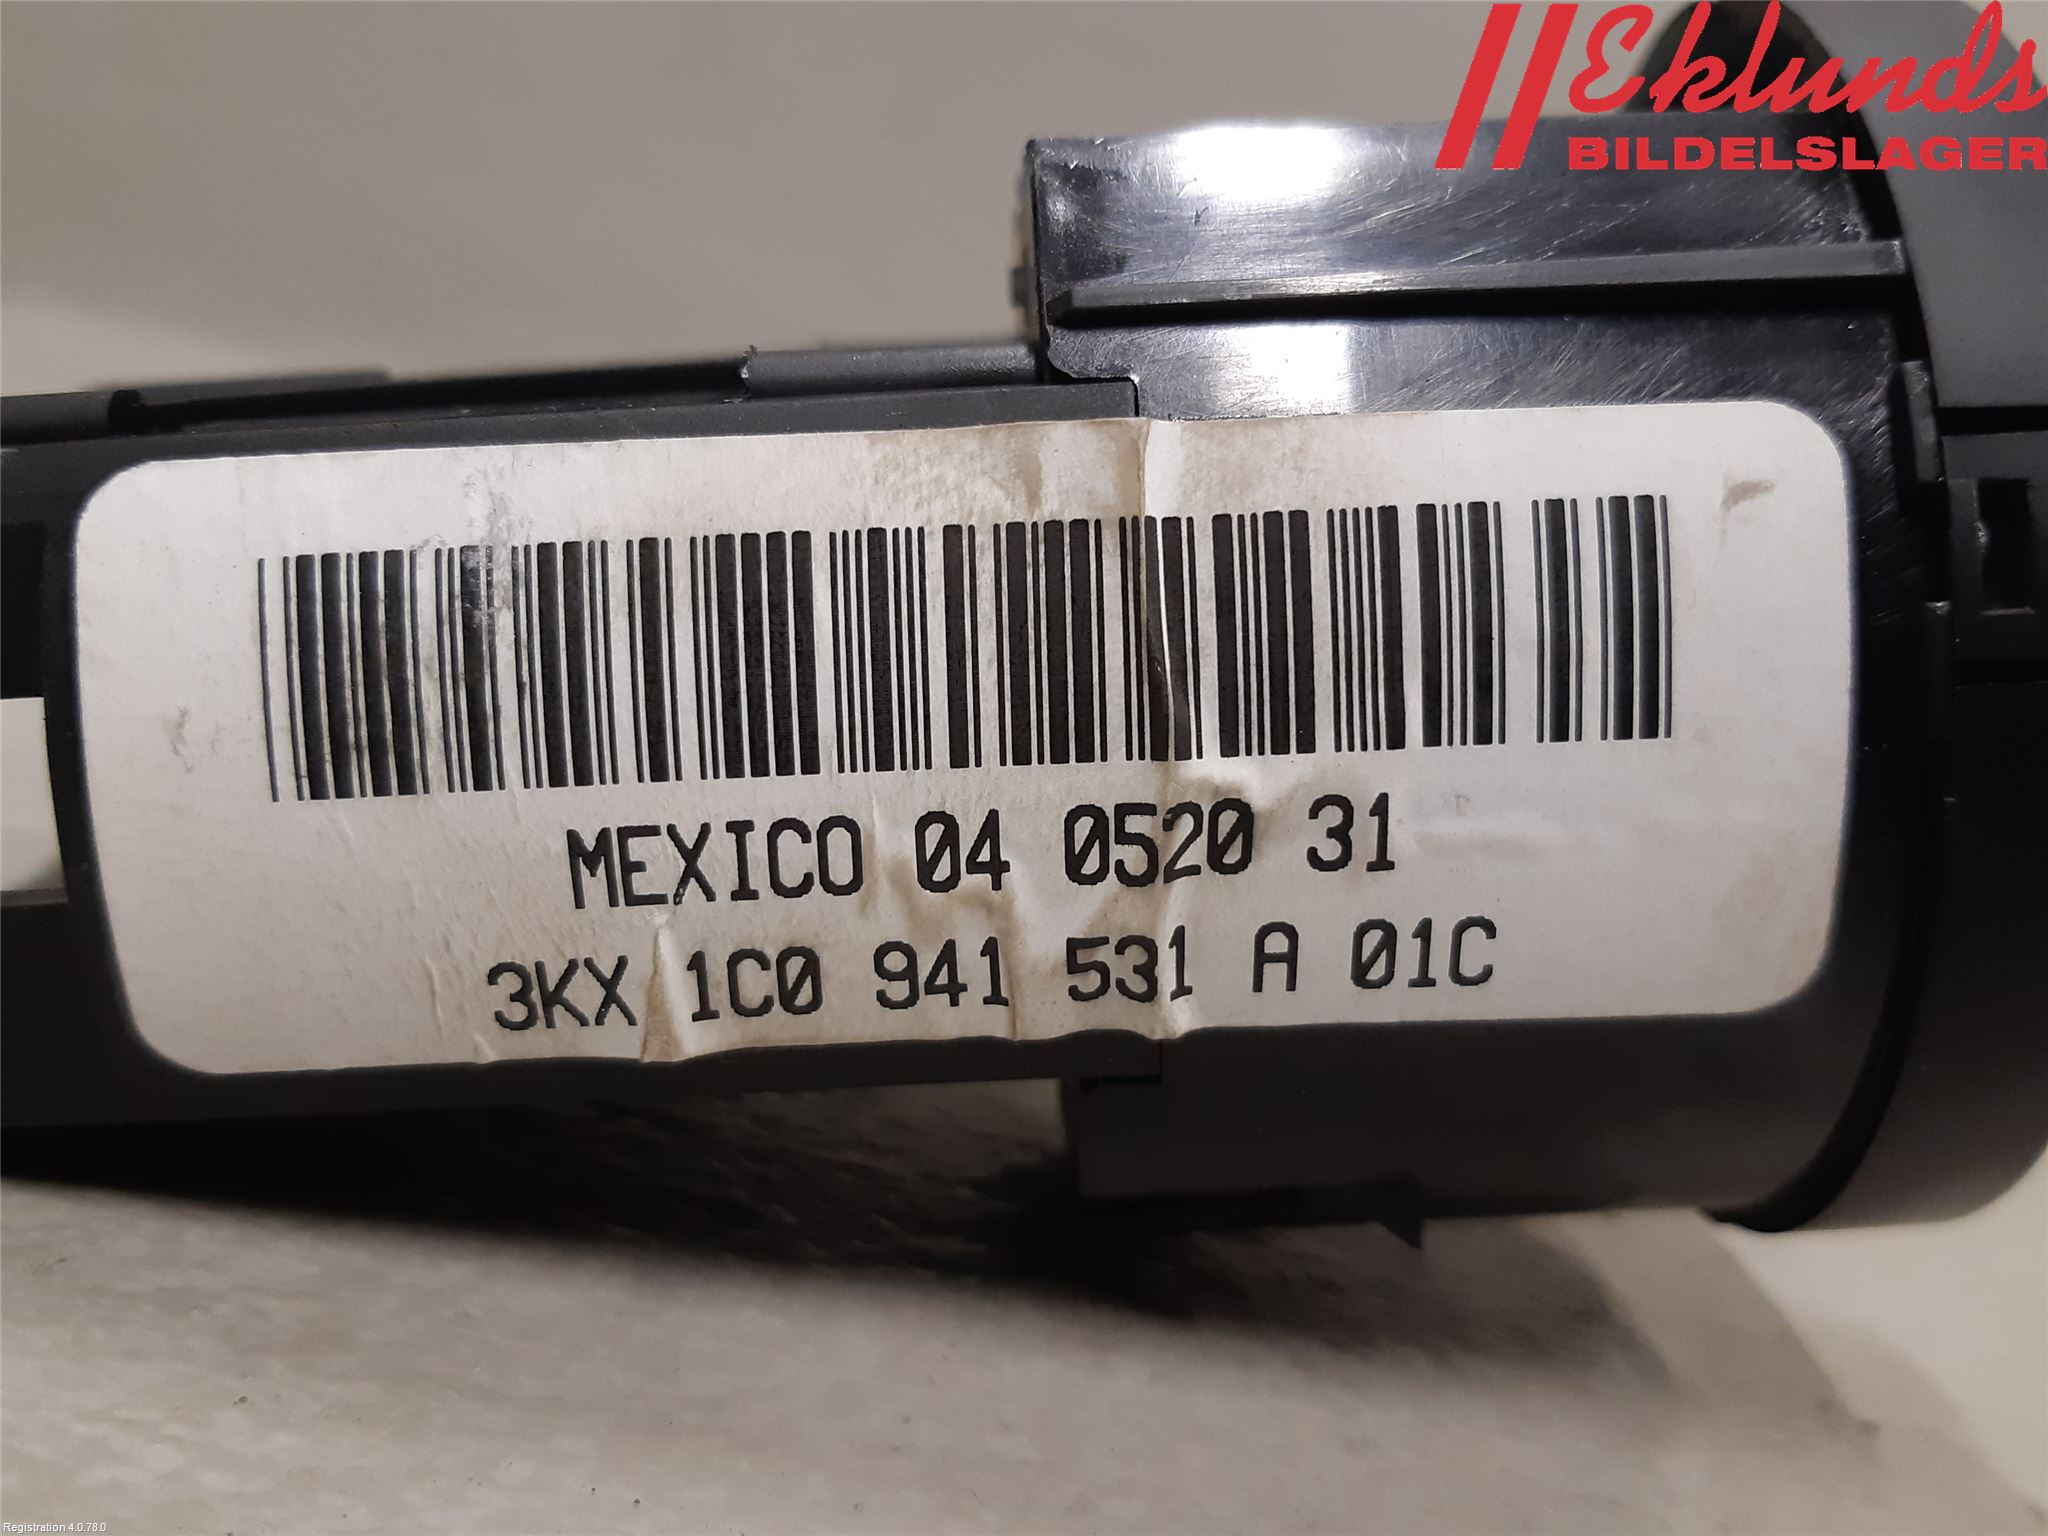 Eklunds
BILDELSLAGER
MEXICO 04 0520 31
3KX 1C0 941 531 A 01C
Registration 4.0.78.0